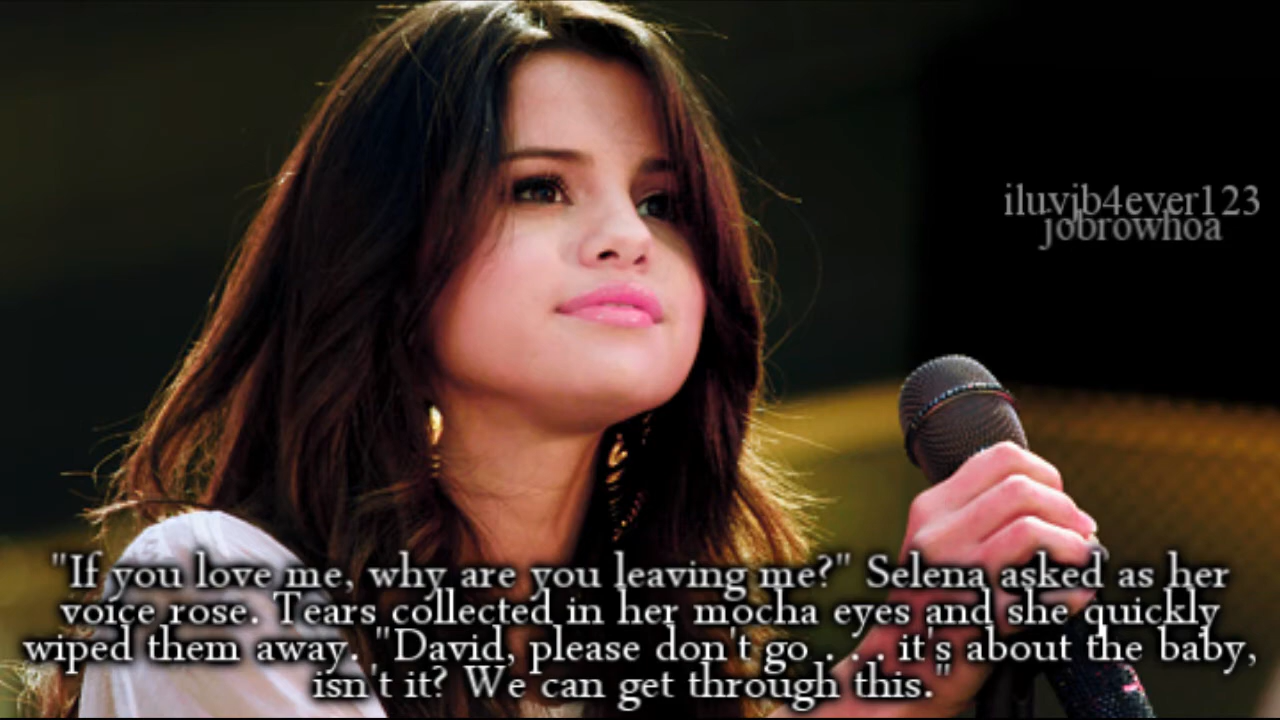 iluvjb4ever123
jobrowhoa
"If you love me, why are you leaving me?" Selena asked as her
voice rose. Tears collected in her mocha eyes and she quickly
wiped them away. "David, please don't go . . . it's about the baby,
isn't it? We can get through this."